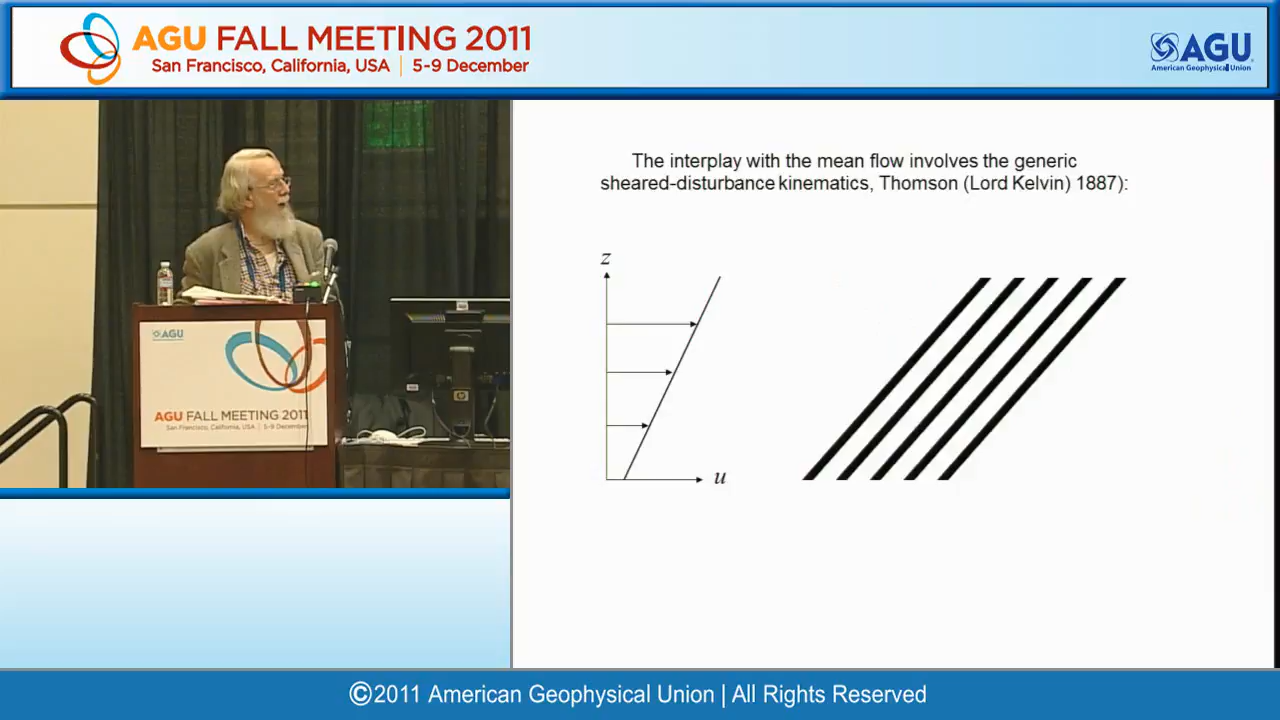 AGU FALL MEETING 2011
San Francisco, California, USA | 5-9 December
AGU
American Geophysical Union
The interplay with the mean flow involves the generic
sheared-disturbance kinematics, Thomson (Lord Kelvin) 1887):
z
u
AGU
AGU FALL MEETING 2011
San Francisco, California, USA | 5-9 December
hp
©2011 American Geophysical Union | All Rights Reserved